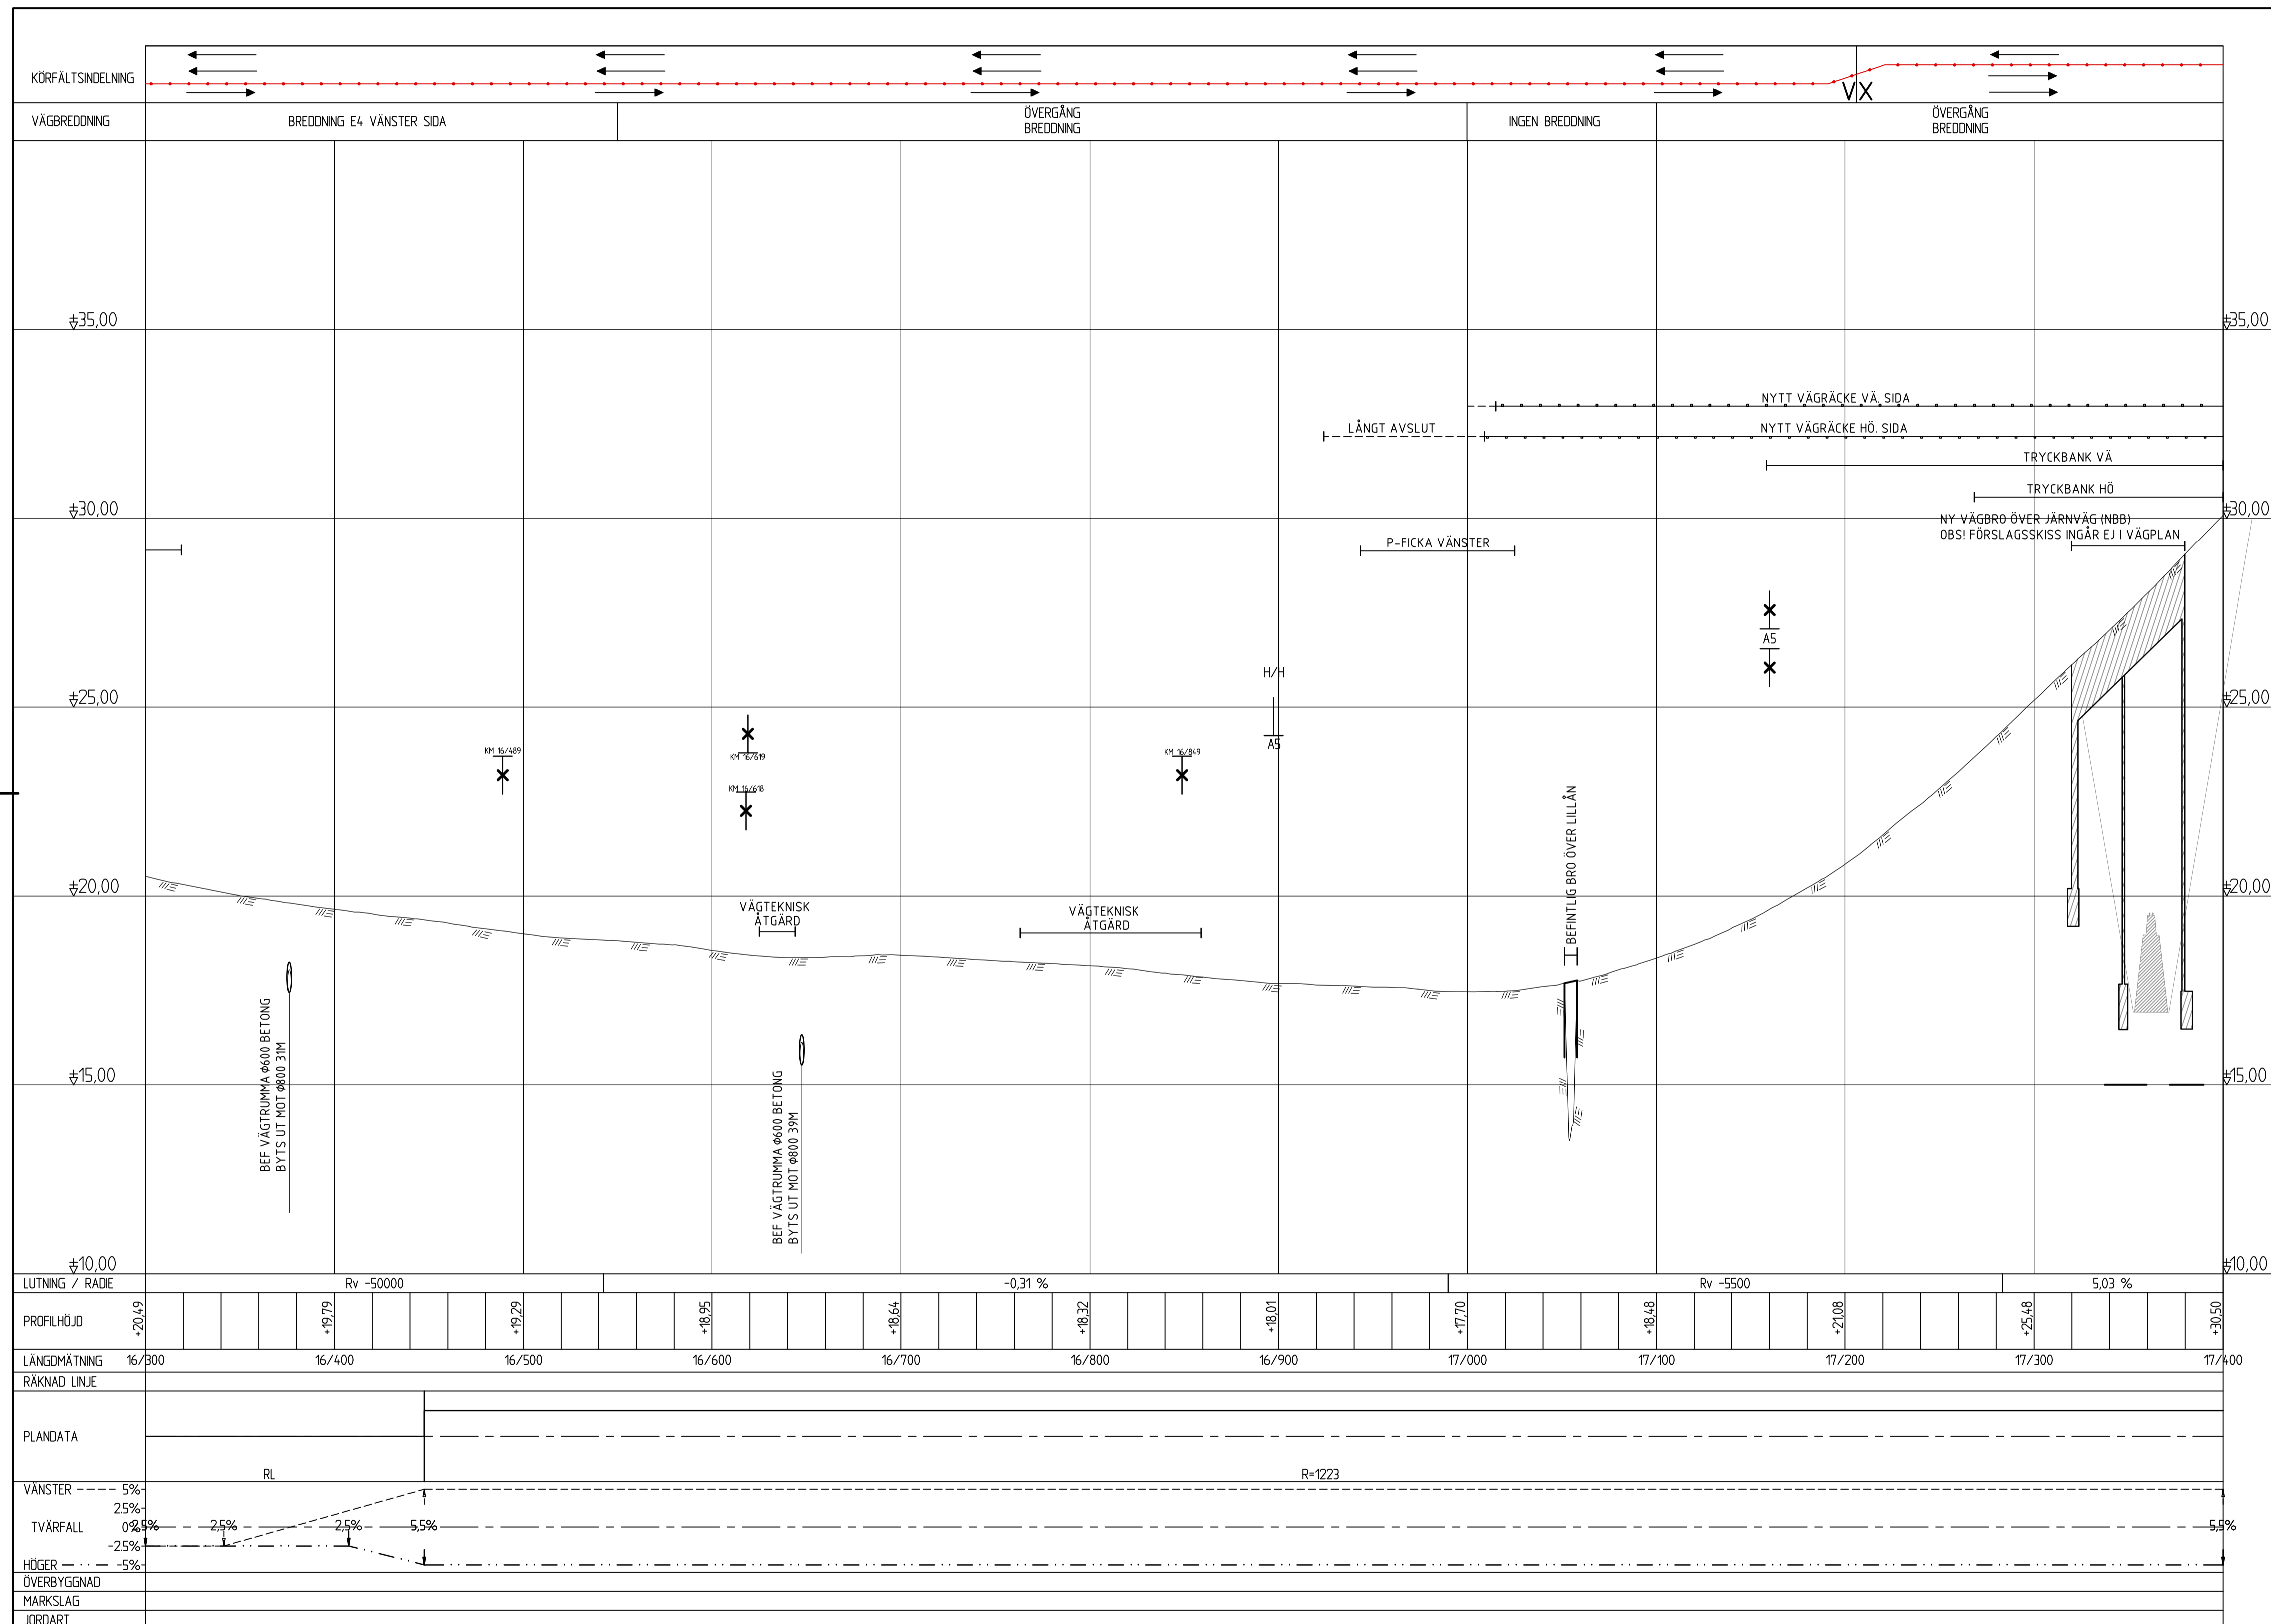 KÖRFÄLTSINDELNING
VX
VÄGBREDDNING
BREDDNING E4 VÄNSTER SIDA
ÖVERGÅNG
BREDDNING
INGEN BREDDNING
ÖVERGÅNG
BREDDNING
±35,00
±35,00
NYTT VÄGRÄCKE VÄ. SIDA
LÅNGT AVSLUT
NYTT VÄGRÄCKE HÖ. SIDA
TRYCKBANK VÄ
TRYCKBANK HÖ
±30,00
±30,00
NY VÄGBRO ÖVER JÄRNVÄG (NBB)
OBS! FÖRSLAGSSKISS INGÅR EJ I VÄGPLAN
P-FICKA VÄNSTER
A5
H/H
A5
±25,00
±25,00
KM 16/489
KM 16/619
KM 16/618
KM 16/849
BEFINTLIG BRO ÖVER LILLÅN
±20,00
±20,00
VÄGTEKNISK
ÅTGÄRD
VÄGTEKNISK
ÅTGÄRD
BEF VÄGTRUMMA Φ600 BETONG
BYTS UT MOT Φ800 31M
BEF VÄGTRUMMA Φ600 BETONG
BYTS UT MOT Φ800 39M
±15,00
±15,00
±10,00
±10,00
LUTNING / RADIE
Rv -50000
-0,31 %
Rv -5500
5,03 %
PROFILHÖJD
+20,49
+19,79
+19,29
+18,95
+18,64
+18,32
+18,01
+17,70
+18,48
+21,08
+25,48
+30,50
LÄNGDMÄTNING
16/300
16/400
16/500
16/600
16/700
16/800
16/900
17/000
17/100
17/200
17/300
17/400
RÄKNAD LINJE
PLANDATA
RL
R=1223
VÄNSTER
5%
2.5%
TVÄRFALL
0%
2,5%
2,5%
2,5%
5,5%
5,5%
-2.5%
HÖGER
-5%
ÖVERBYGGNAD
MARKSLAG
JORDART